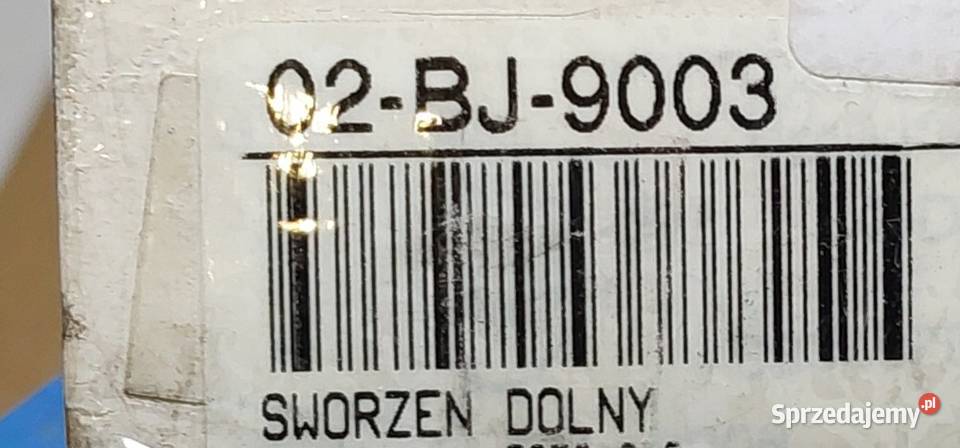 02-BJ-9003
SWORZEN DOLNY
Sprzedajemy.pl